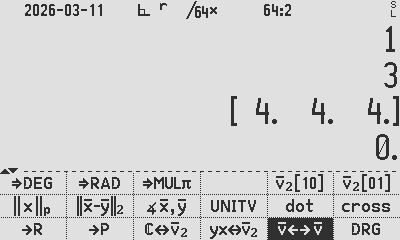 2026-03-11 ⊾ r /64× 64:2 S L
1
3
[ 4. 4. 4.]
0.
→DEG →RAD →MULπ v̅₂[10] v̅₂[01]
‖x̅‖ₚ ‖x̅-y̅‖₂ ∡x̅,y̅ UNITV dot cross
→R →P ℂ↔v̅₂ yx↔v̅₂ v̅↔v̅ DRG